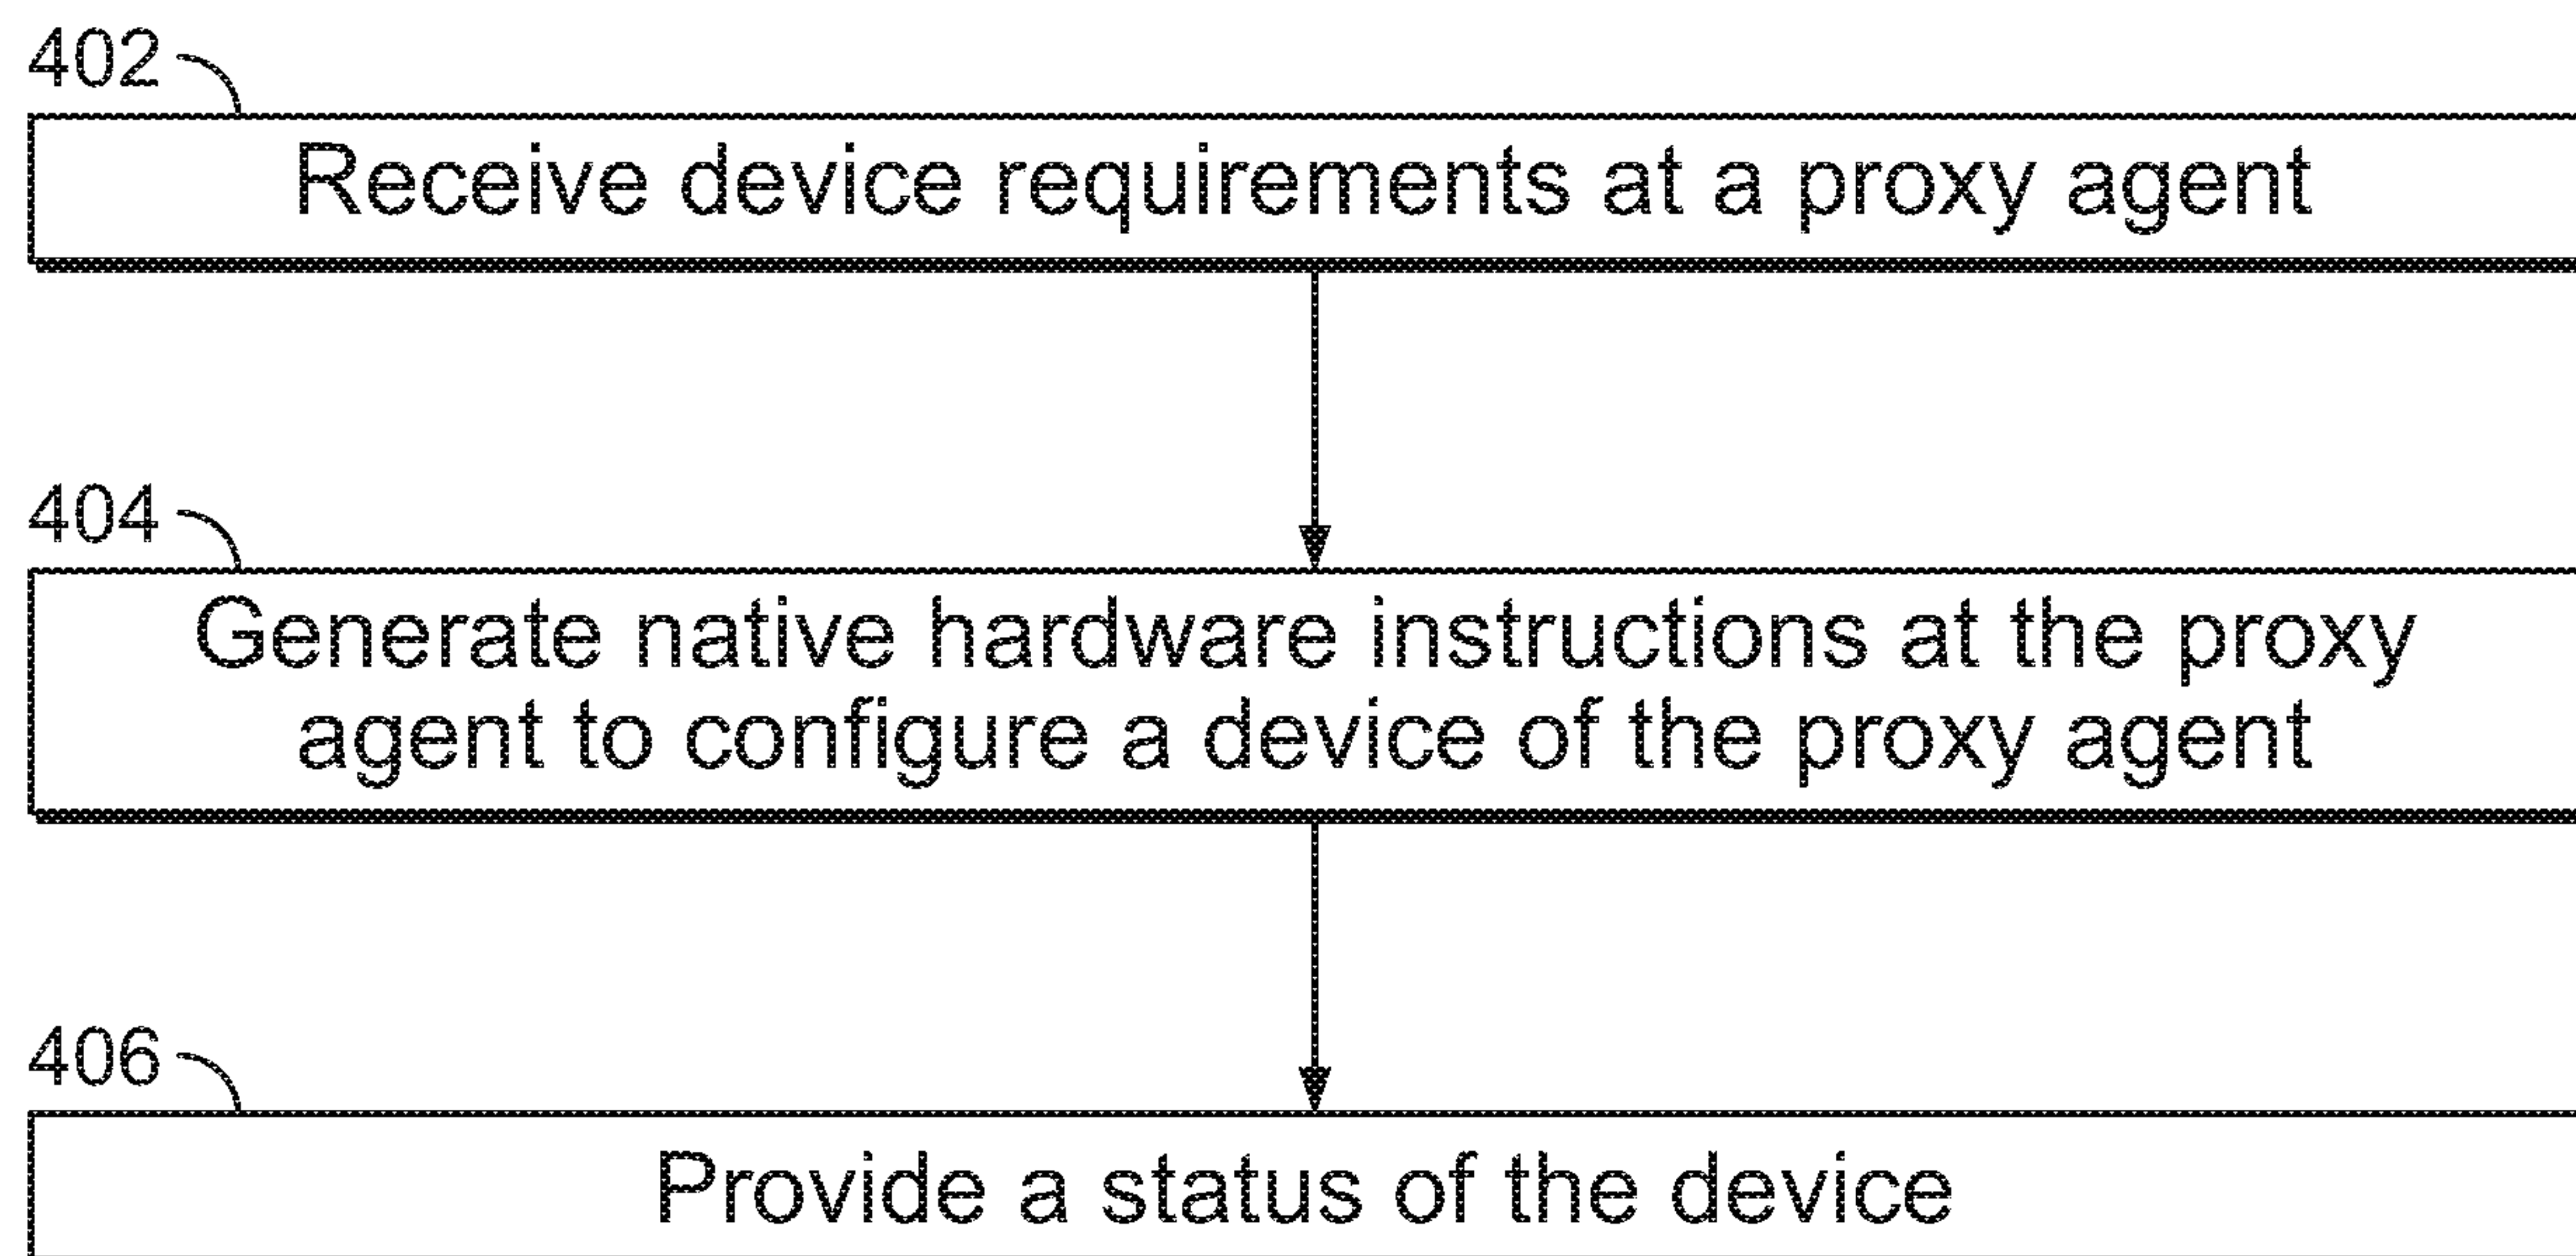 402
Receive device requirements at a proxy agent
404
Generate native hardware instructions at the proxy
agent to configure a device of the proxy agent
406
Provide a status of the device